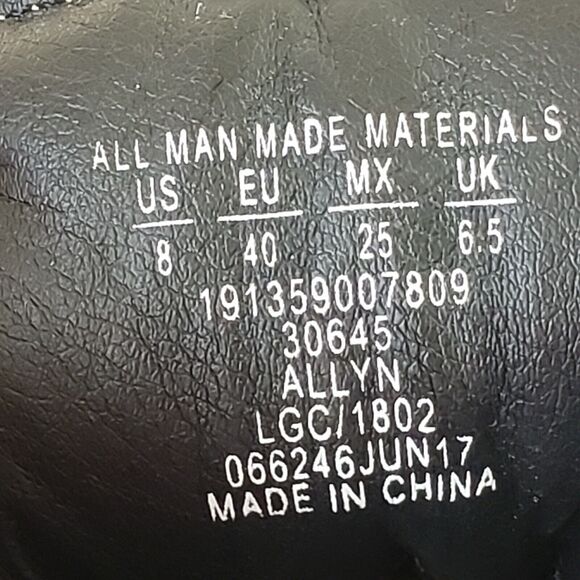 ALL MAN MADE MATERIALS
US EU MX UK
8 40 25 6.5
191359007809
30645
ALLYN
LGC/1802
066246JUN17
MADE IN CHINA